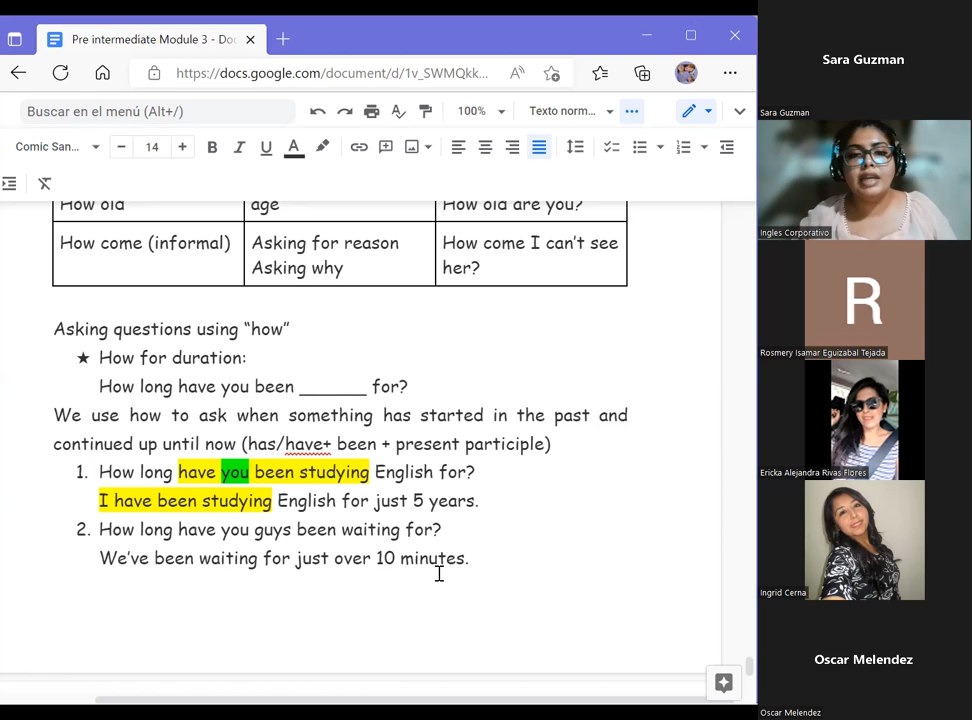 Pre intermediate Module 3 - Doc
https://docs.google.com/document/d/1v_SWMQkk...
Buscar en el menú (Alt+/)
100%
Texto norm...
Comic San...
14
B I U A
How old
age
How old are you?
How come (informal)
Asking for reason
Asking why
How come I can't see
her?
Asking questions using "how"
★ How for duration:
How long have you been _______ for?
We use how to ask when something has started in the past and
continued up until now (has/have+ been + present participle)
1. How long have you been studying English for?
I have been studying English for just 5 years.
2. How long have you guys been waiting for?
We've been waiting for just over 10 minutes.
Sara Guzman
Sara Guzman
Ingles Corporativo
R
Rosmery Isamar Eguizabal Tejada
Ericka Alejandra Rivas Flores
Ingrid Cerna
Oscar Melendez
Oscar Melendez